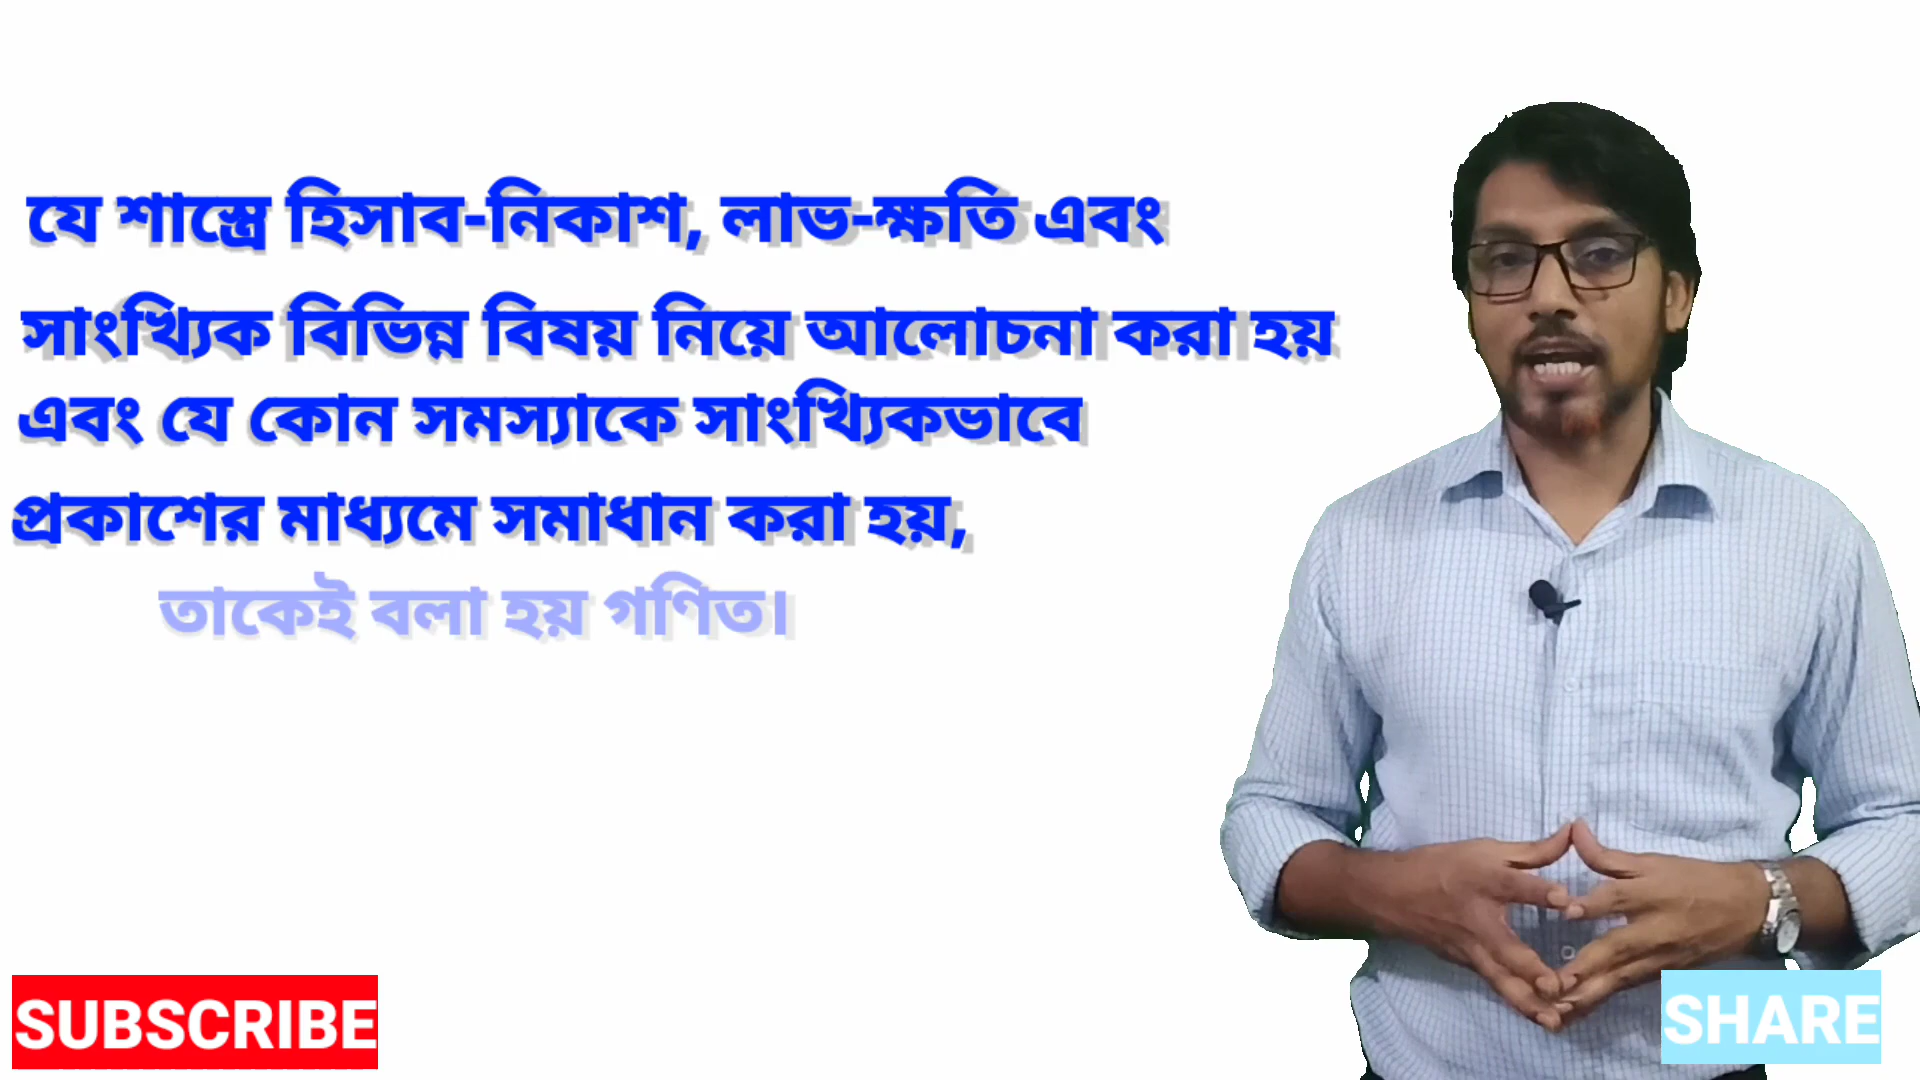 যে শাস্ত্রে হিসাব-নিকাশ, লাভ-ক্ষতি এবং
সাংখ্যিক বিভিন্ন বিষয় নিয়ে আলোচনা করা হয়
এবং যে কোন সমস্যাকে সাংখ্যিকভাবে
প্রকাশের মাধ্যমে সমাধান করা হয়,
তাকেই বলা হয় গণিত।
SUBSCRIBE
SHARE